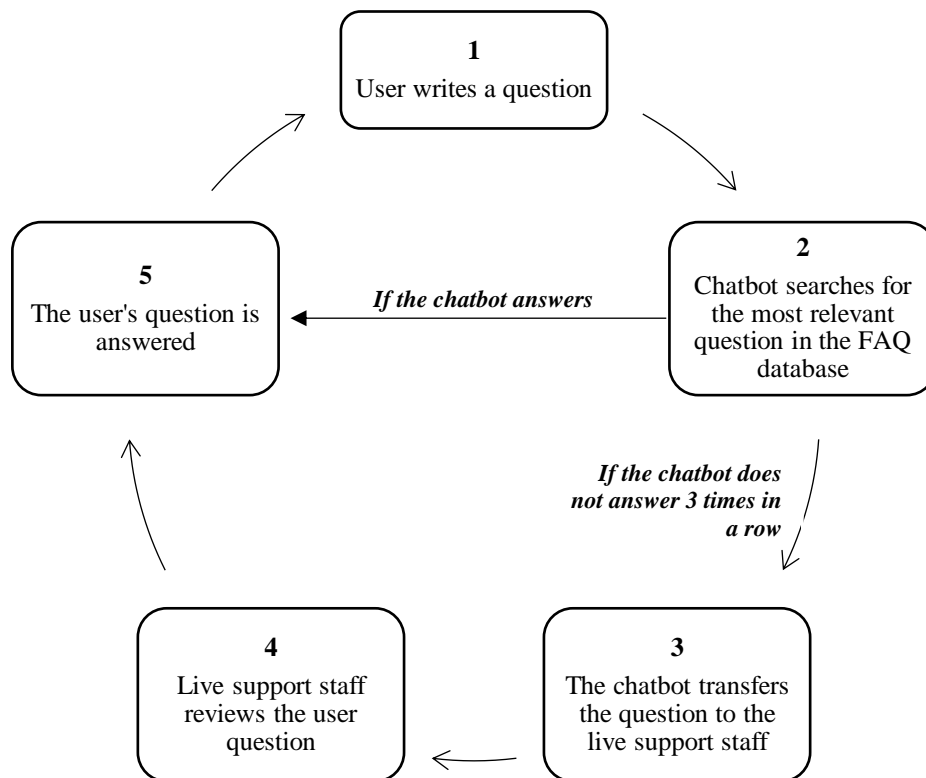 1
User writes a question
2
Chatbot searches for
the most relevant
question in the FAQ
database
5
The user's question is
answered
If the chatbot answers
If the chatbot does
not answer 3 times in
a row
3
The chatbot transfers
the question to the
live support staff
4
Live support staff
reviews the user
question